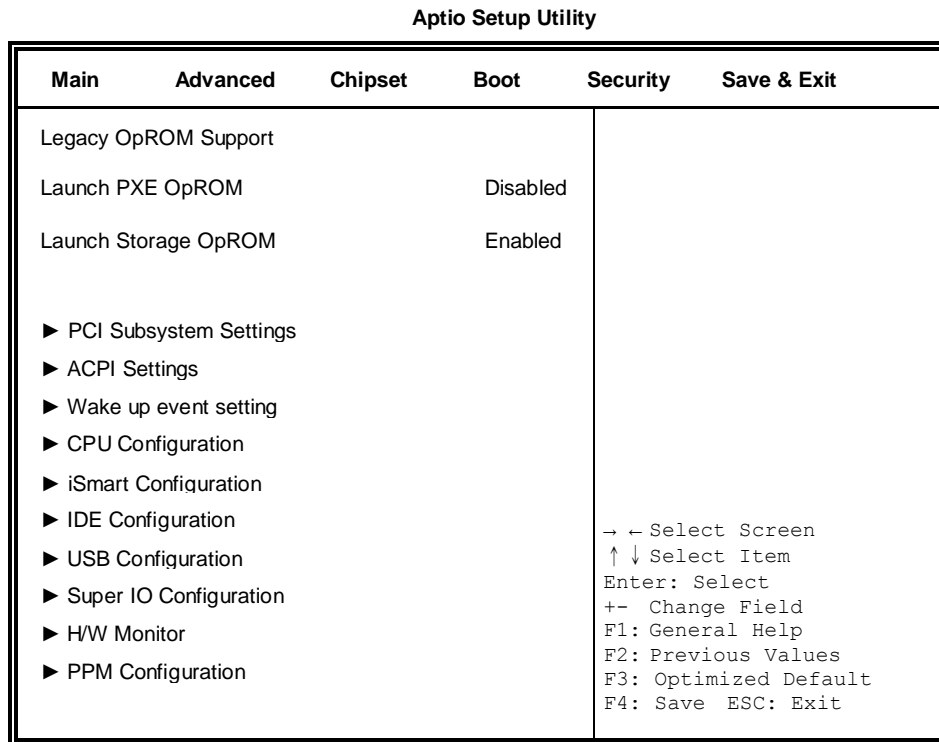 Aptio Setup Utility
Main Advanced Chipset Boot Security Save & Exit
Legacy OpROM Support
Launch PXE OpROM Disabled
Launch Storage OpROM Enabled
► PCI Subsystem Settings
► ACPI Settings
► Wake up event setting
► CPU Configuration
► iSmart Configuration
► IDE Configuration
► USB Configuration
► Super IO Configuration
► H/W Monitor
► PPM Configuration
→ ← Select Screen
↑ ↓ Select Item
Enter: Select
+- Change Field
F1: General Help
F2: Previous Values
F3: Optimized Default
F4: Save ESC: Exit